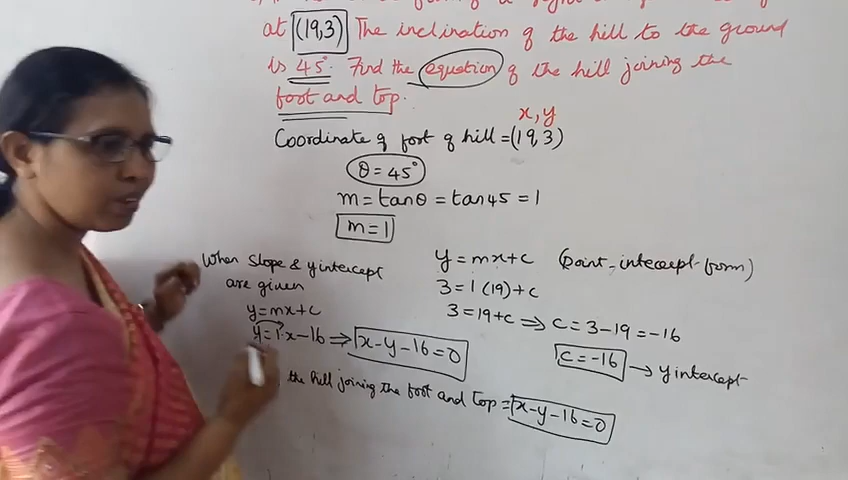 at (19,3) The inclination of the hill to the ground
is 45°. Find the equation of the hill joining the
foot and top.
x, y
Coordinate of foot of hill = (19,3)
θ = 45°
m = tanθ = tan45 = 1
m = 1
When slope & y intercept
are given
y = mx + c
y = 1·x - 16 ⇒ x - y - 16 = 0
y = mx + c (point-intercept form)
3 = 1 (19) + c
3 = 19 + c ⇒ c = 3 - 19 = -16
c = -16 → y intercept
the hill joining the foot and top = x - y - 16 = 0